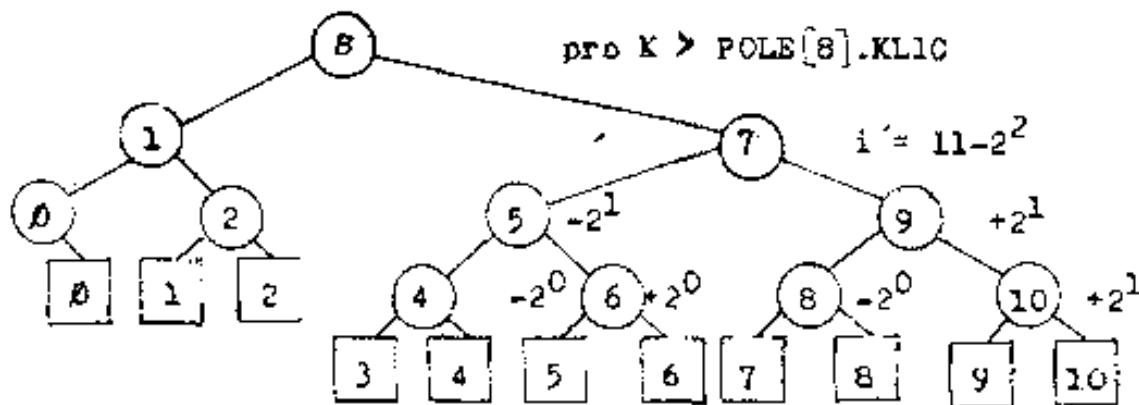 8 pro K > POLE[8].KLIC
1 7 i´= 11-2²
Ø 2 5 -2¹ 9 +2¹
Ø 1 2 4 -2⁰ 6 +2⁰ 8 -2⁰ 10 +2¹
3 4 5 6 7 8 9 10